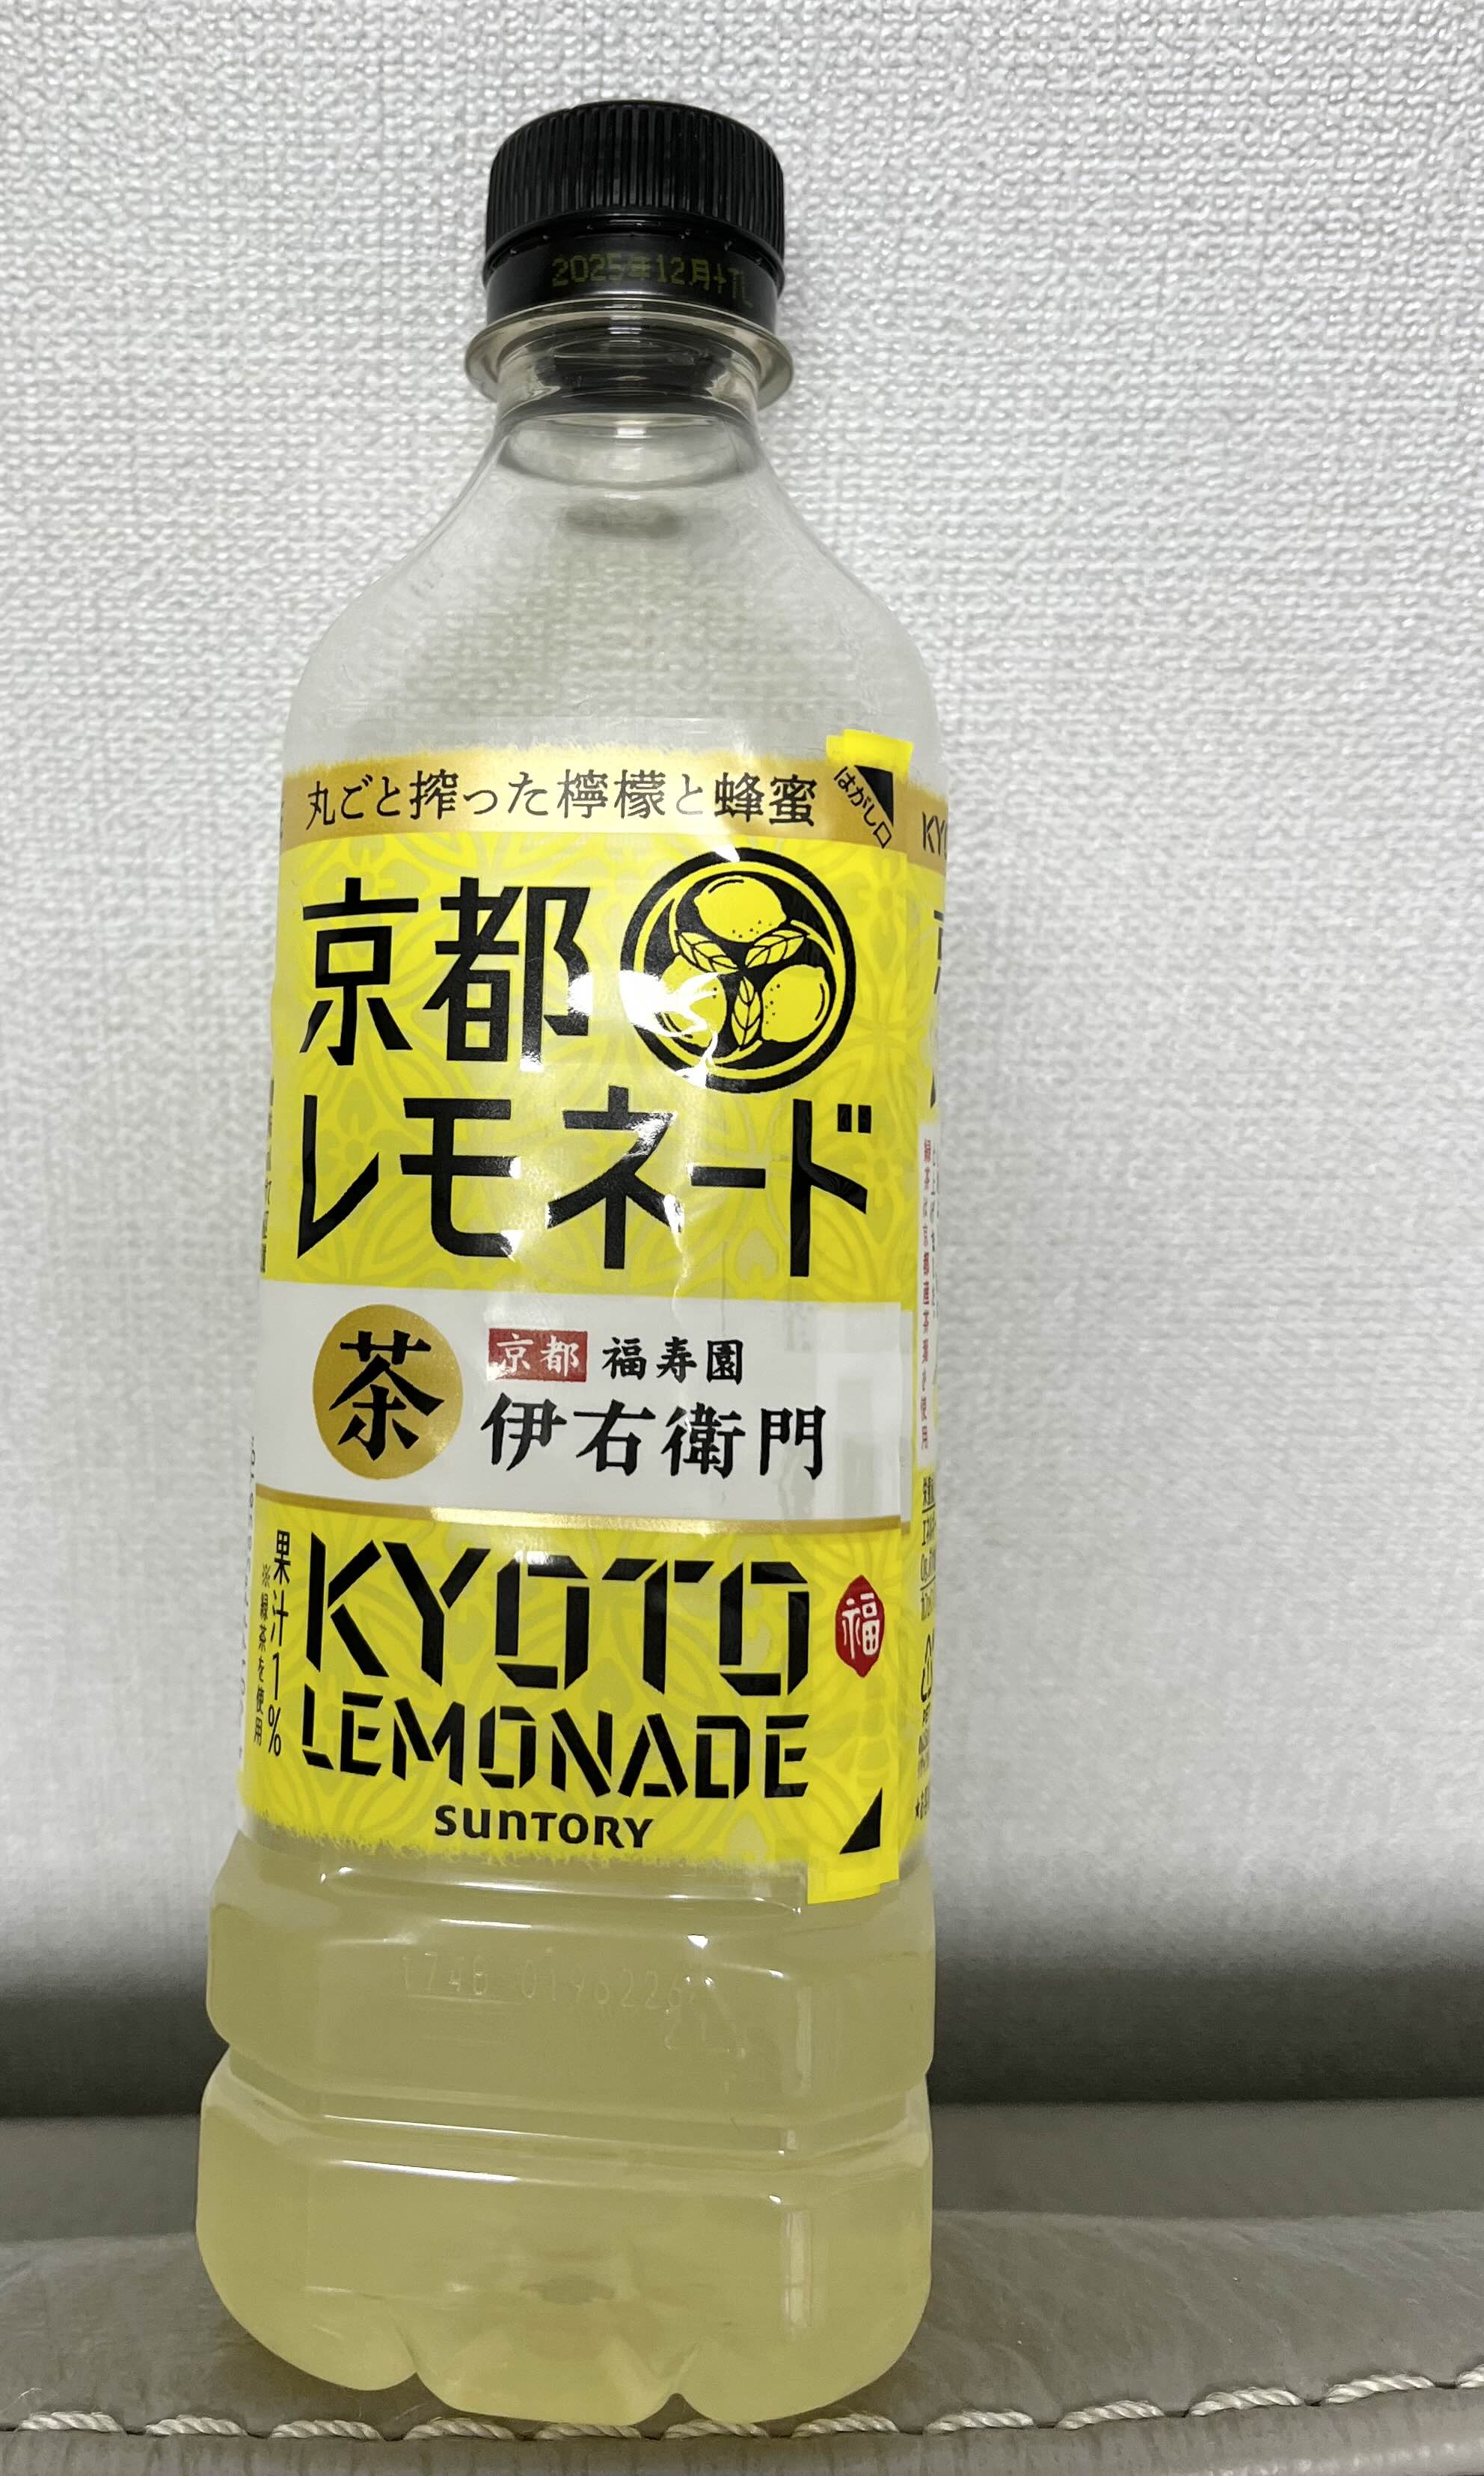 2025年12月
丸ごと搾った檸檬と蜂蜜
はがし口
京都
レモネード
茶
京都 福寿園
伊右衛門
果汁1%
※緑茶を使用
KYOTO
福
LEMONADE
SUNTORY